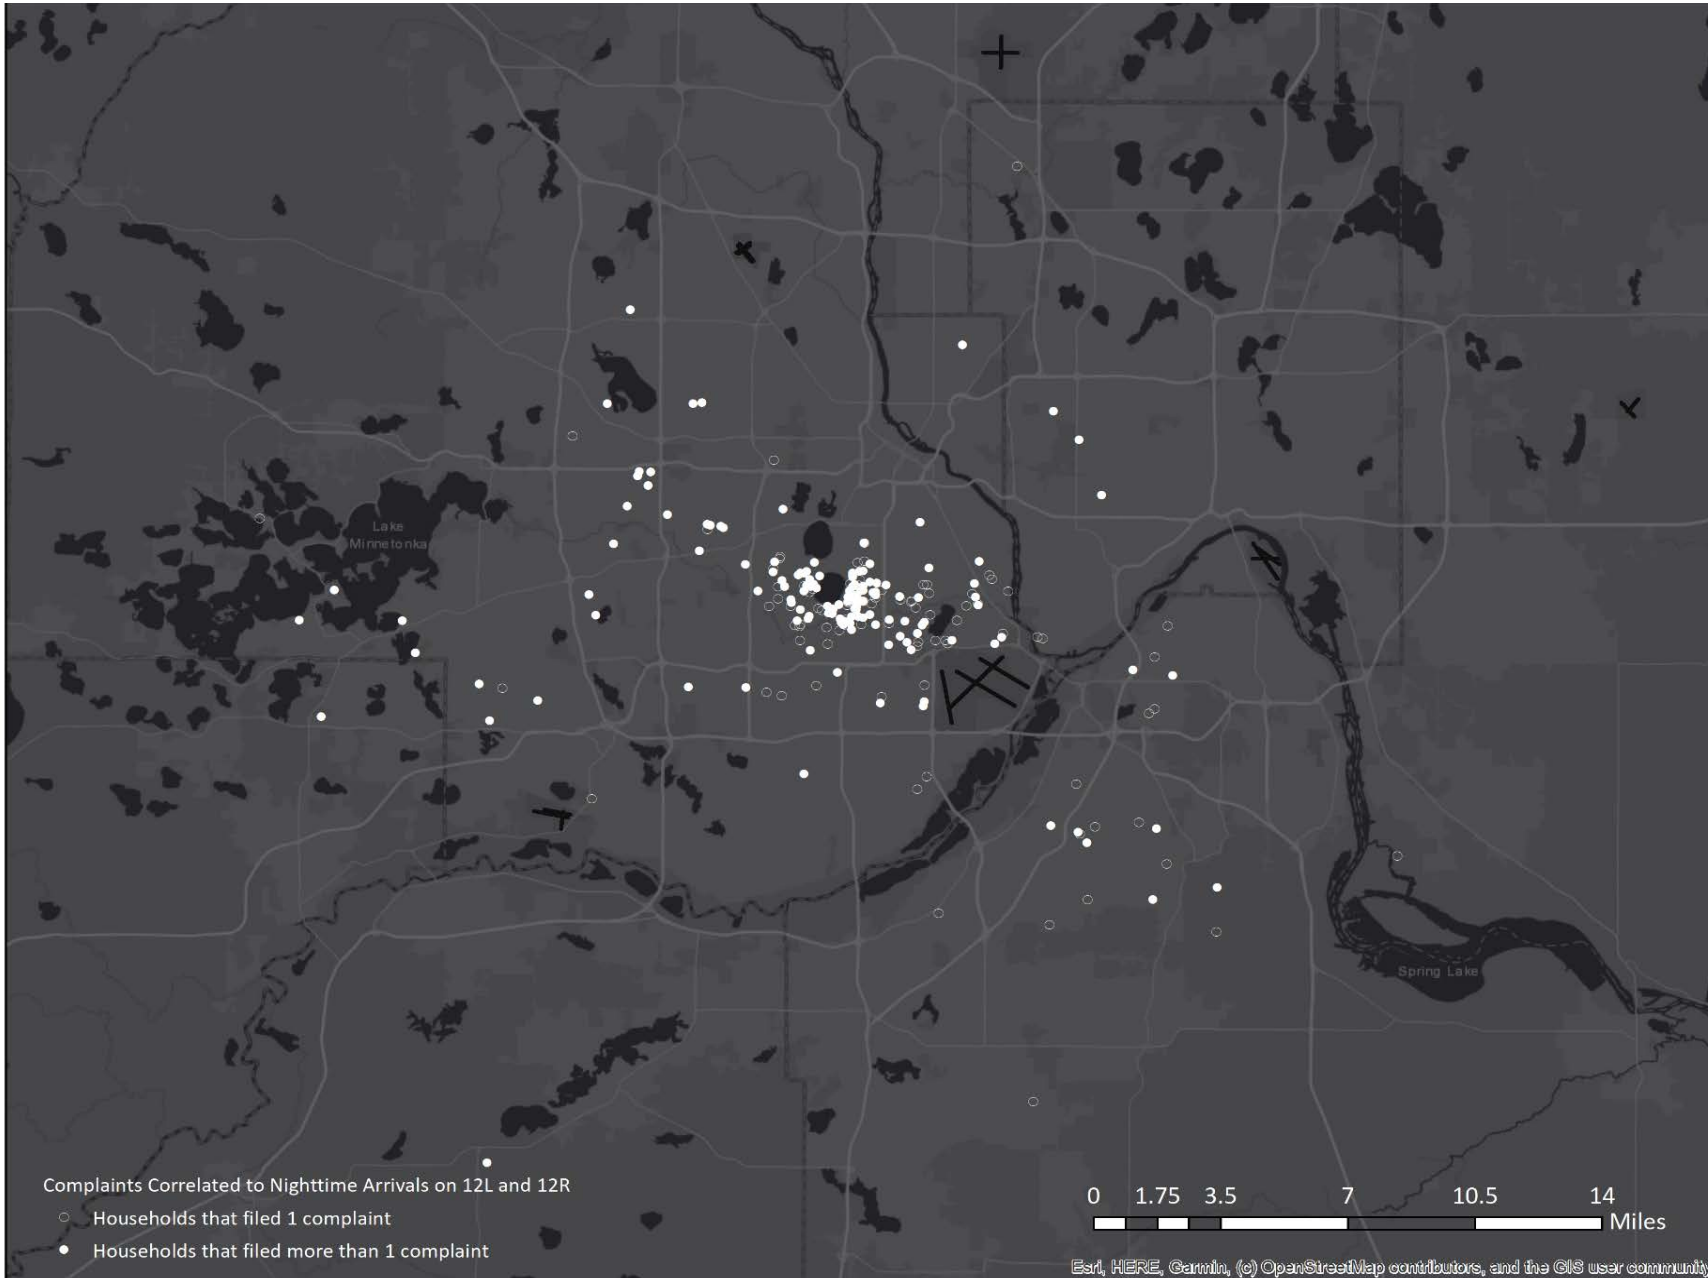 Lake
Minnetonka
Spring Lake
Complaints Correlated to Nighttime Arrivals on 12L and 12R
Households that filed 1 complaint
Households that filed more than 1 complaint
0 1.75 3.5 7 10.5 14
Miles
Esri, HERE, Garmin, (c) OpenStreetMap contributors, and the GIS user community